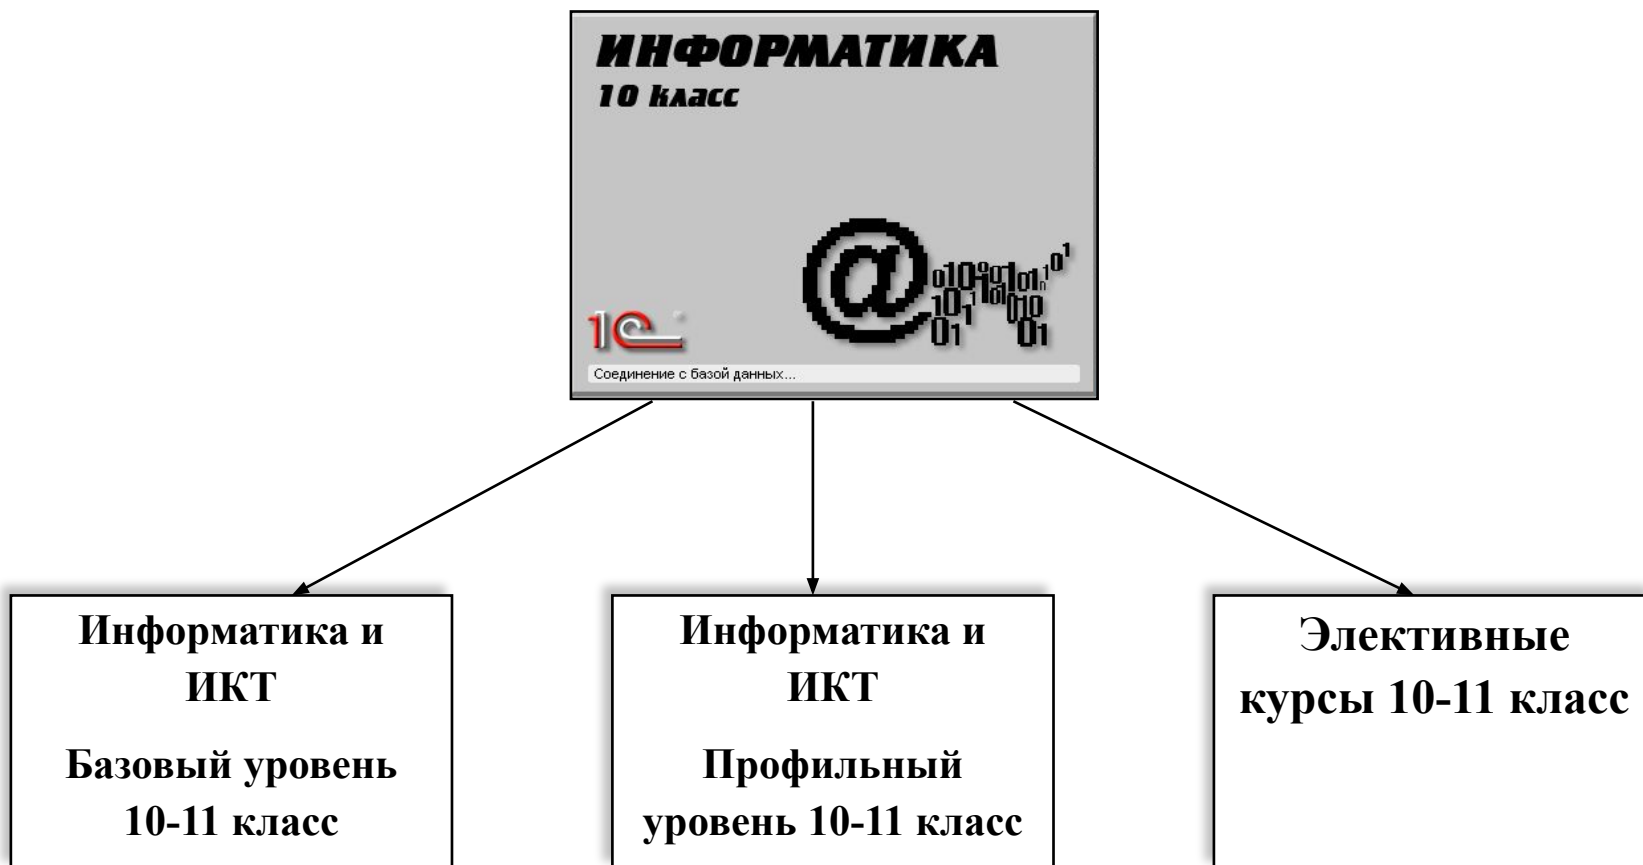 ИНФОРМАТИКА
10 класс
1С
Соединение с базой данных...
Информатика и
ИКТ
Базовый уровень
10-11 класс
Информатика и
ИКТ
Профильный
уровень 10-11 класс
Элективные
курсы 10-11 класс